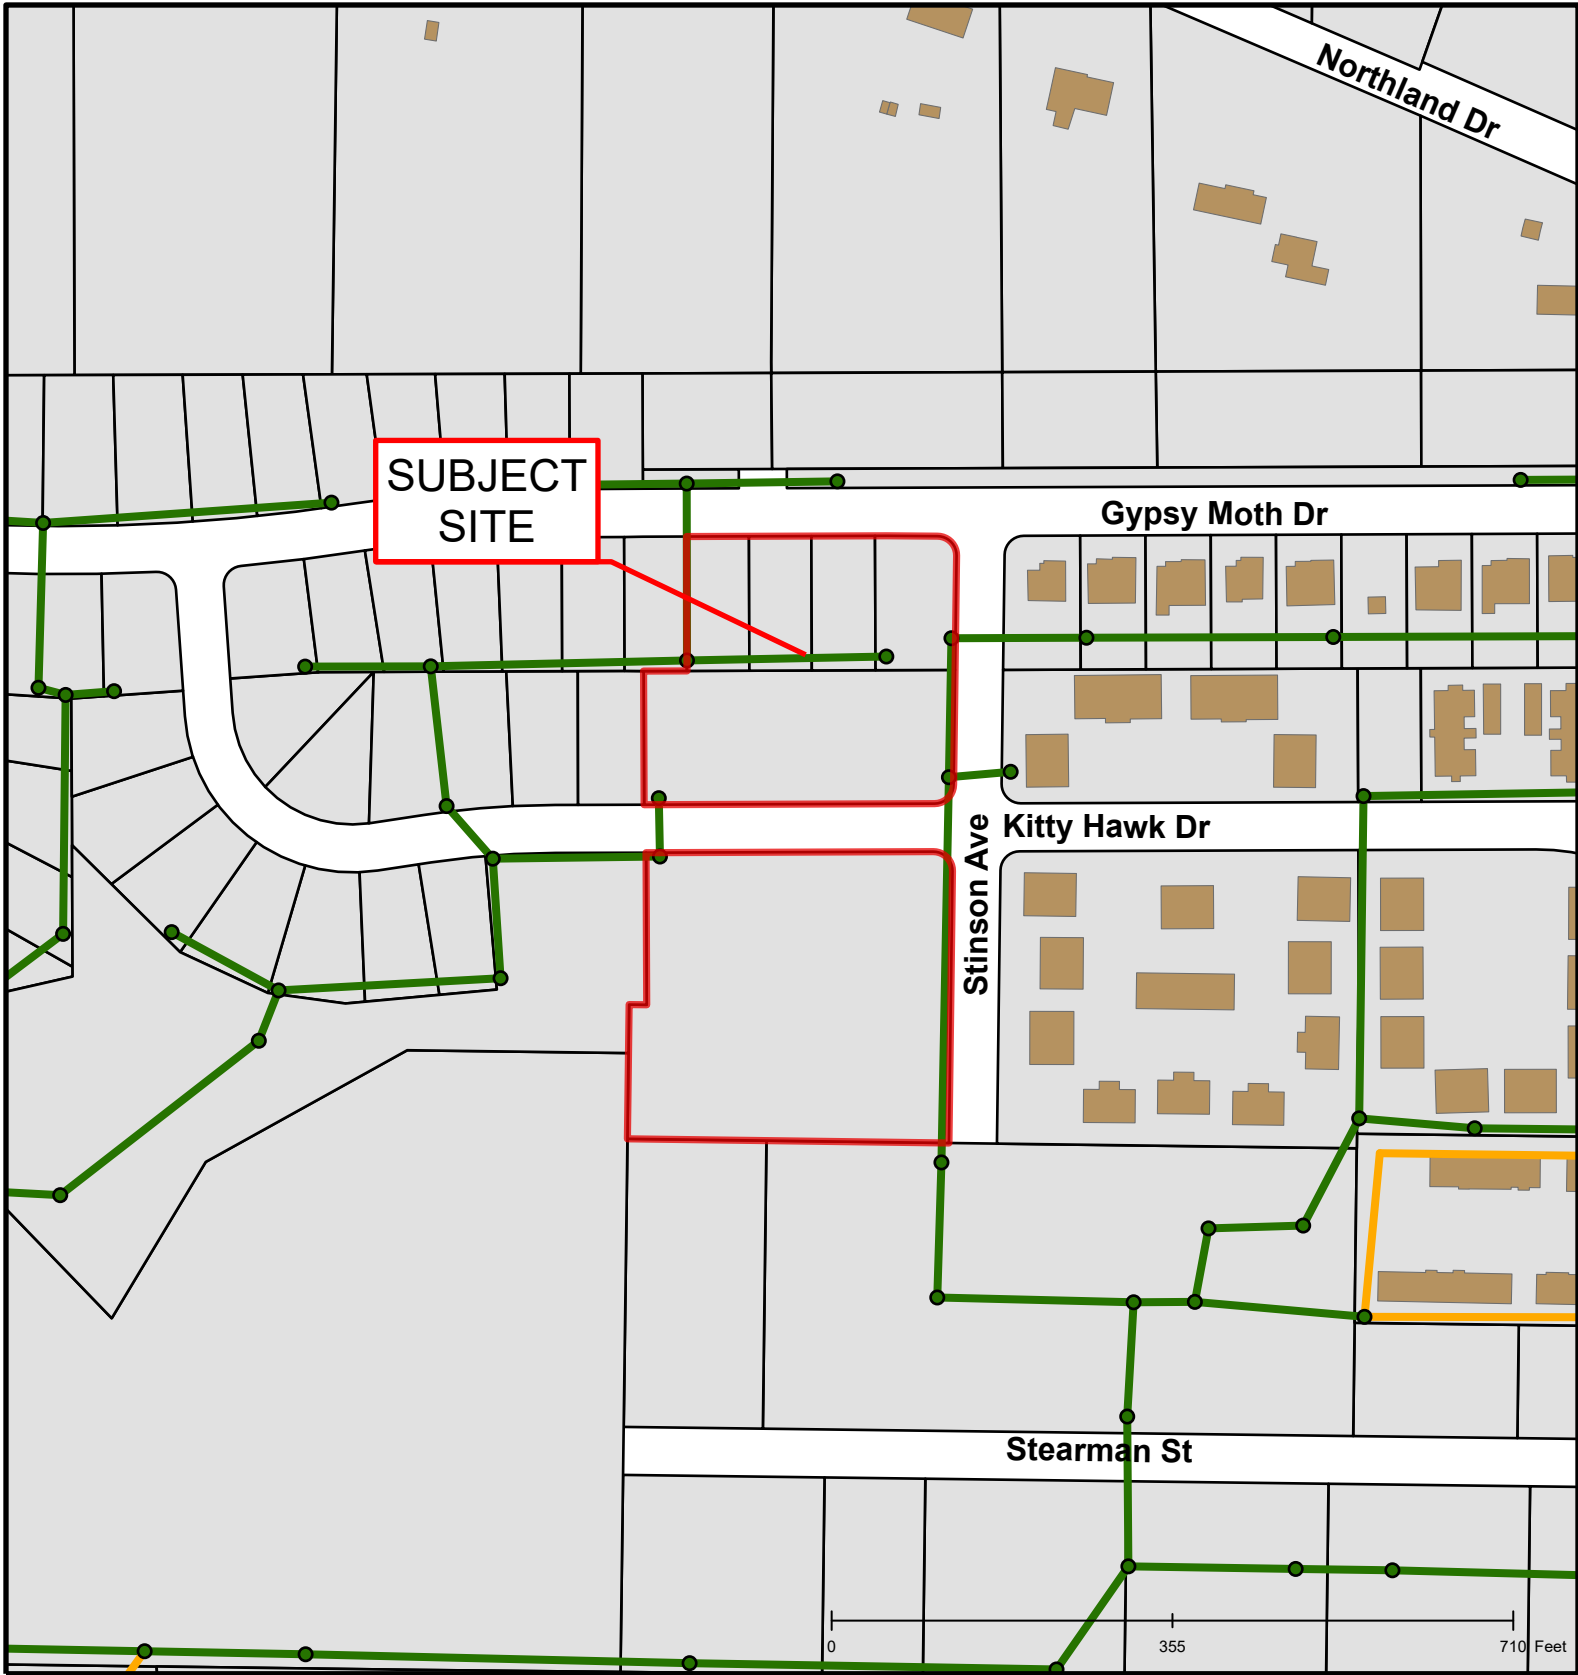 Northland Dr
SUBJECT
SITE
Gypsy Moth Dr
Kitty Hawk Dr
Stinson Ave
Stearman St
0 355 710 Feet